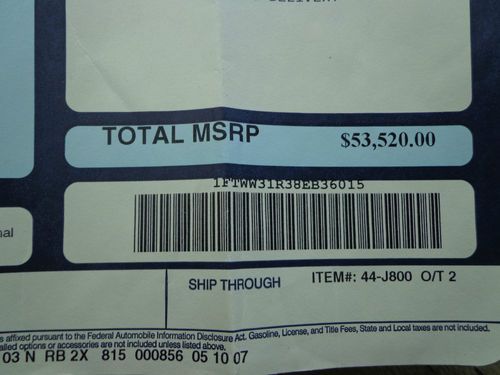 DELIVERY
TOTAL MSRP $53,520.00
1FTWW31R38EB36015
SHIP THROUGH ITEM#: 44-J800 O/T 2
affixed pursuant to the Federal Automobile Information Disclosure Act. Gasoline, License, and Title Fees, State and Local taxes are not included.
options or accessories are not included unless listed above.
03 N RB 2X 815 000856 05 10 07